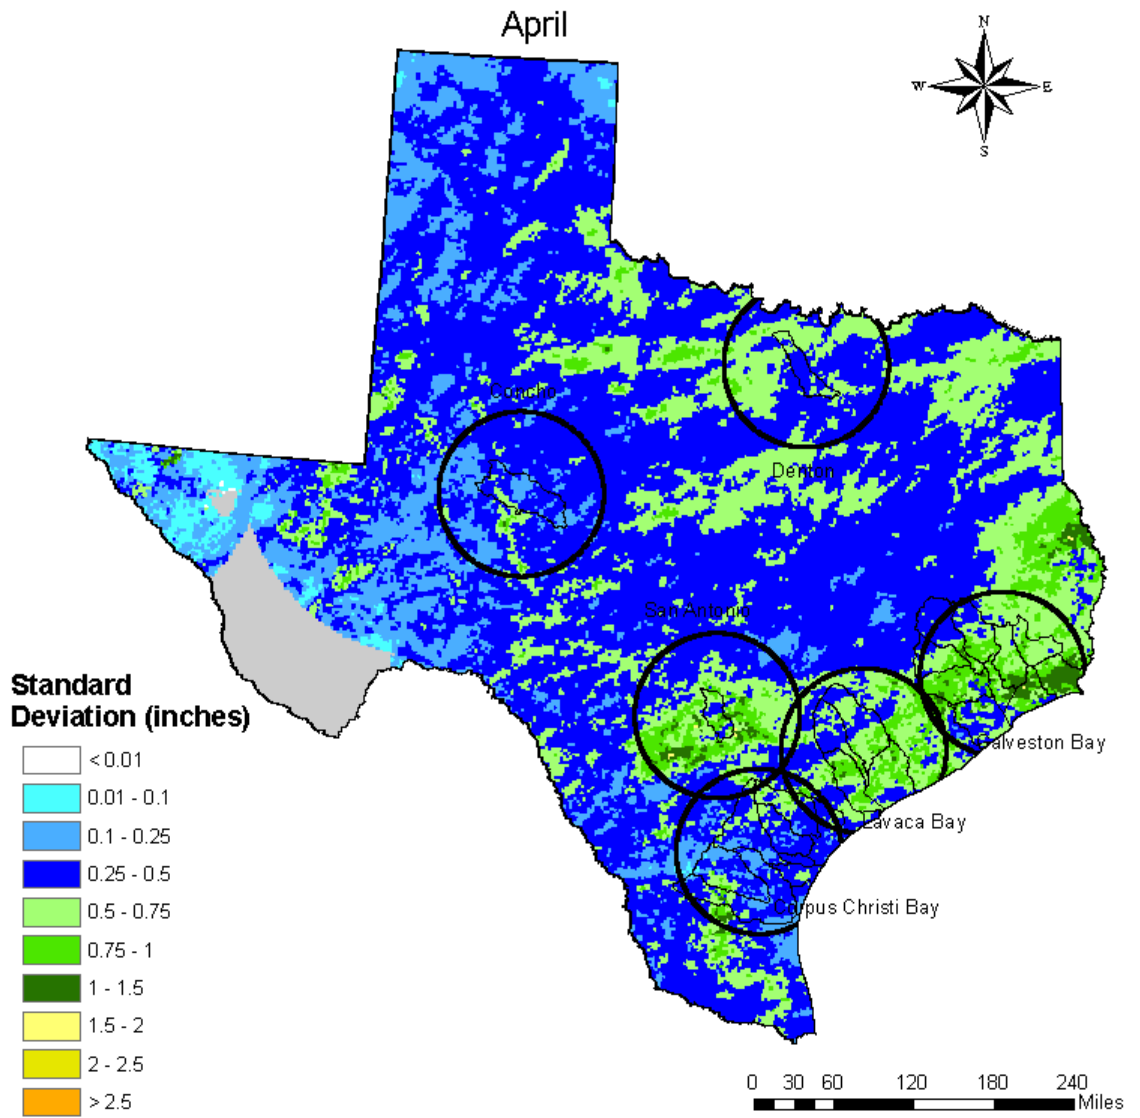 April
N
W
E
S
Concho
Denton
San Antonio
Galveston Bay
Lavaca Bay
Corpus Christi Bay
Standard
Deviation (inches)
< 0.01
0.01 - 0.1
0.1 - 0.25
0.25 - 0.5
0.5 - 0.75
0.75 - 1
1 - 1.5
1.5 - 2
2 - 2.5
> 2.5
0 30 60 120 180 240
Miles